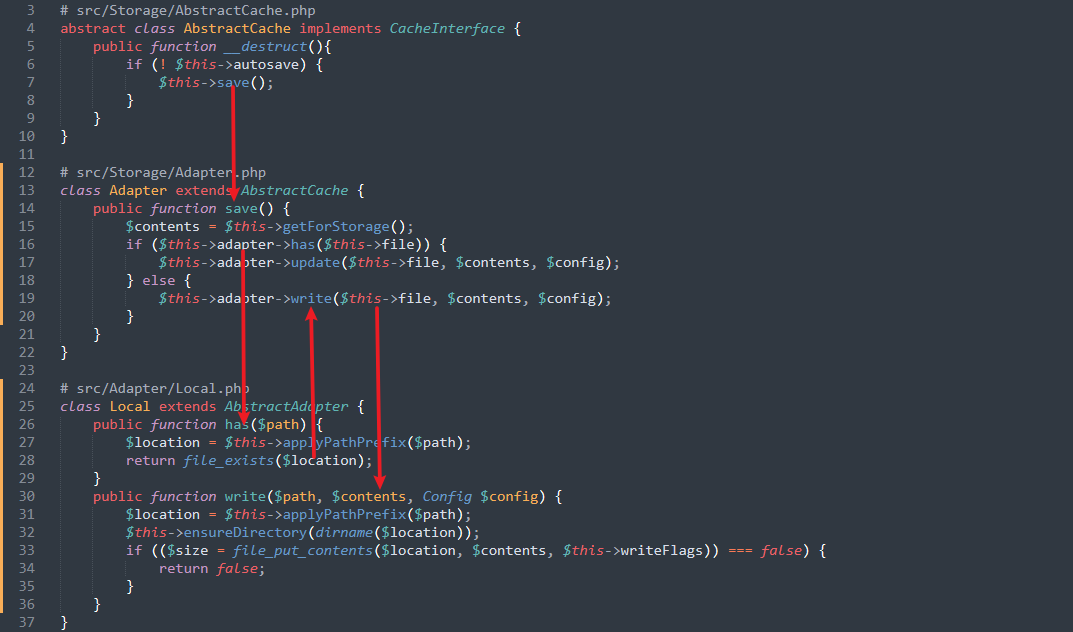 3 # src/Storage/AbstractCache.php
4 abstract class AbstractCache implements CacheInterface {
5     public function __destruct(){
6         if (! $this->autosave) {
7             $this->save();
8         }
9     }
10 }
11
12 # src/Storage/Adapter.php
13 class Adapter extends AbstractCache {
14     public function save() {
15         $contents = $this->getForStorage();
16         if ($this->adapter->has($this->file)) {
17             $this->adapter->update($this->file, $contents, $config);
18         } else {
19             $this->adapter->write($this->file, $contents, $config);
20         }
21     }
22 }
23
24 # src/Adapter/Local.php
25 class Local extends AbstractAdapter {
26     public function has($path) {
27         $location = $this->applyPathPrefix($path);
28         return file_exists($location);
29     }
30     public function write($path, $contents, Config $config) {
31         $location = $this->applyPathPrefix($path);
32         $this->ensureDirectory(dirname($location));
33         if (($size = file_put_contents($location, $contents, $this->writeFlags)) === false) {
34             return false;
35         }
36     }
37 }